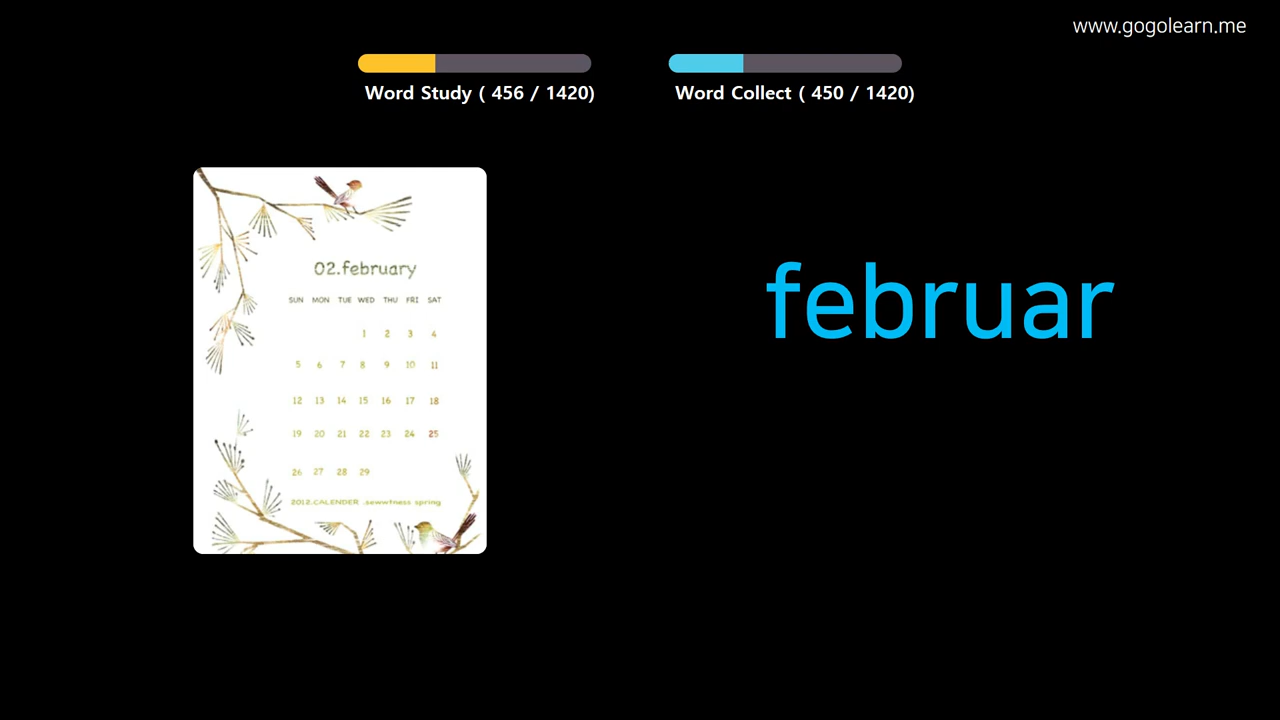 www.gogolearn.me
Word Study ( 456 / 1420)
Word Collect ( 450 / 1420)
02.february
SUN MON TUE WED THU FRI SAT
1 2 3 4
5 6 7 8 9 10 11
12 13 14 15 16 17 18
19 20 21 22 23 24 25
26 27 28 29
2012.CALENDER .sewwtness spring
februar